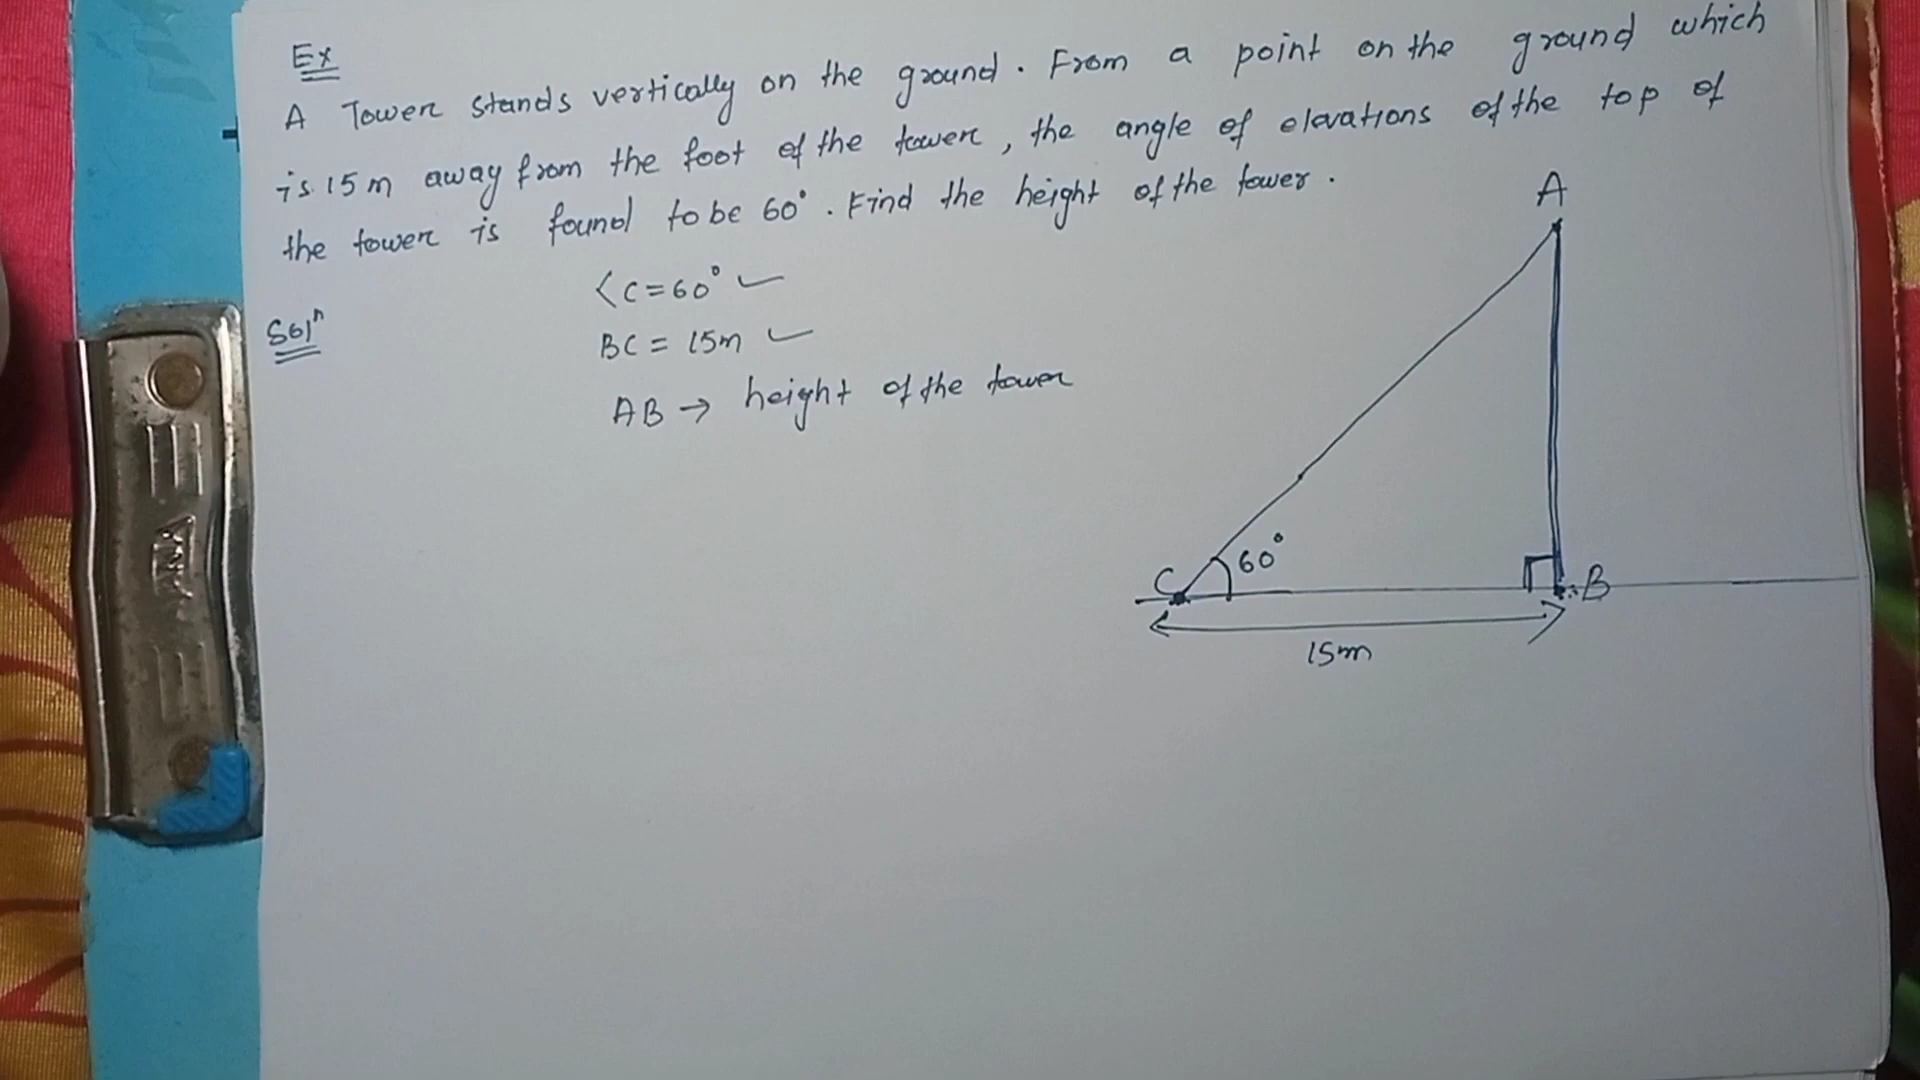 Ex
A Tower stands vertically on the ground. From a point on the ground which
is 15 m away from the foot of the tower, the angle of elevations of the top of
the tower is found to be 60°. Find the height of the tower.
Solⁿ
<C=60°
BC = 15m
AB → height of the tower
A
60°
C
B
15m